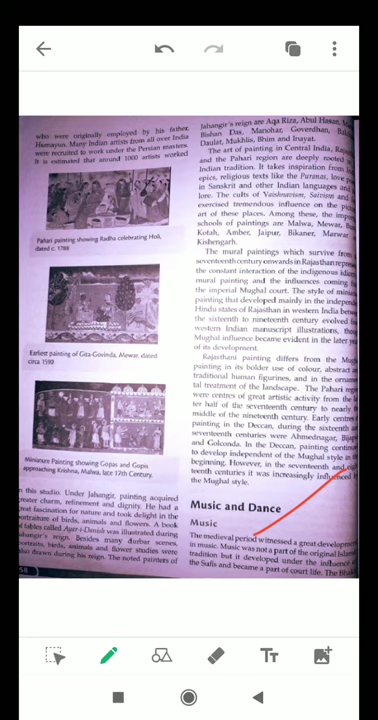 who were originally employed by his father,
Humayun. Many Indian artists from all over India
were recruited to work under the Persian masters.
It is estimated that around 1000 artists worked
Pahari painting showing Radha celebrating Holi,
dated c. 1788
Earliest painting of Gita-Govinda, Mewar, dated
circa 1590
Miniature Painting showing Gopas and Gopis
approaching Krishna, Malwa, late 17th Century.
in this studio. Under Jahangir, painting acquired
greater charm, refinement and dignity. He had a
great fascination for nature and took delight in the
portraiture of birds, animals and flowers. A book
of fables called Ayar-i-Danish was illustrated during
Jahangir's reign. Besides many durbar scenes,
portraits, birds, animals and flower studies were
also drawn during his reign. The noted painters of
58
Jahangir's reign are Aqa Riza, Abul Hasan,
Bishan Das, Manohar, Goverdhan,
Daulat, Mukhlis, Bhim and Inayat.
The art of painting in Central India,
and the Pahari region are deeply rooted
Indian tradition. It takes inspiration from
epics, religious texts like the Puranas, love
in Sanskrit and other Indian languages and
lore. The cults of Vaishnavism, Saivism and
exercised tremendous influence on the
art of these places. Among these, the
schools of paintings are Malwa, Mewar,
Kotah, Amber, Jaipur, Bikaner, Marwar
Kishengarh.
The mural paintings which survive from
seventeenth century onwards in Rajasthan
the constant interaction of the indigenous
mural painting and the influences coming
the imperial Mughal court. The style of
painting that developed mainly in the
Hindu states of Rajasthan in western India
the sixteenth to nineteenth century evolved
western Indian manuscript illustrations,
Mughal influence became evident in the later
of its development.
Rajasthani painting differs from the
painting in its bolder use of colour, abstract
traditional human figurines, and in the
tal treatment of the landscape. The Pahari
were centres of great artistic activity from the
ter half of the seventeenth century to nearly
middle of the nineteenth century. Early centres
painting in the Deccan, during the sixteenth
seventeenth centuries were Ahmednagar,
and Golconda. In the Deccan, painting
to develop independent of the Mughal style in
beginning. However, in the seventeenth and
teenth centuries it was increasingly influenced
the Mughal style.
Music and Dance
Music
The medieval period witnessed a great
in music. Music was not a part of the original
tradition but it developed under the influence
the Sufis and became a part of court life. The
Tт